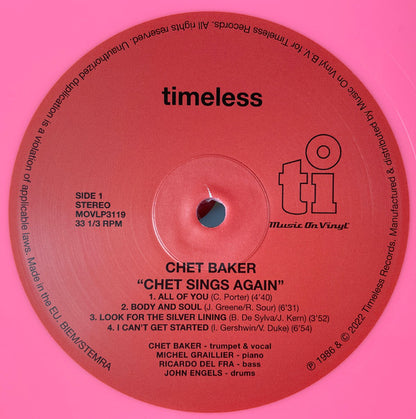 timeless
SIDE 1
STEREO
MOVLP3119
33 1/3 RPM
ti
Music On Vinyl
CHET BAKER
“CHET SINGS AGAIN”
1. ALL OF YOU (C. Porter) (4'40)
2. BODY AND SOUL (J. Greene/R. Sour) (6'31)
3. LOOK FOR THE SILVER LINING (B. De Sylva/J. Kern) (3'52)
4. I CAN'T GET STARTED (I. Gershwin/V. Duke) (6'54)
CHET BAKER - trumpet & vocal
MICHEL GRAILLIER - piano
RICARDO DEL FRA - bass
JOHN ENGELS - drums
℗ 1986 & © 2022 Timeless Records. Manufactured & distributed by Music On Vinyl B.V. for Timeless Records. All rights reserved. Unauthorized duplication is a violation of applicable laws. Made in the EU. BIEM/STEMRA